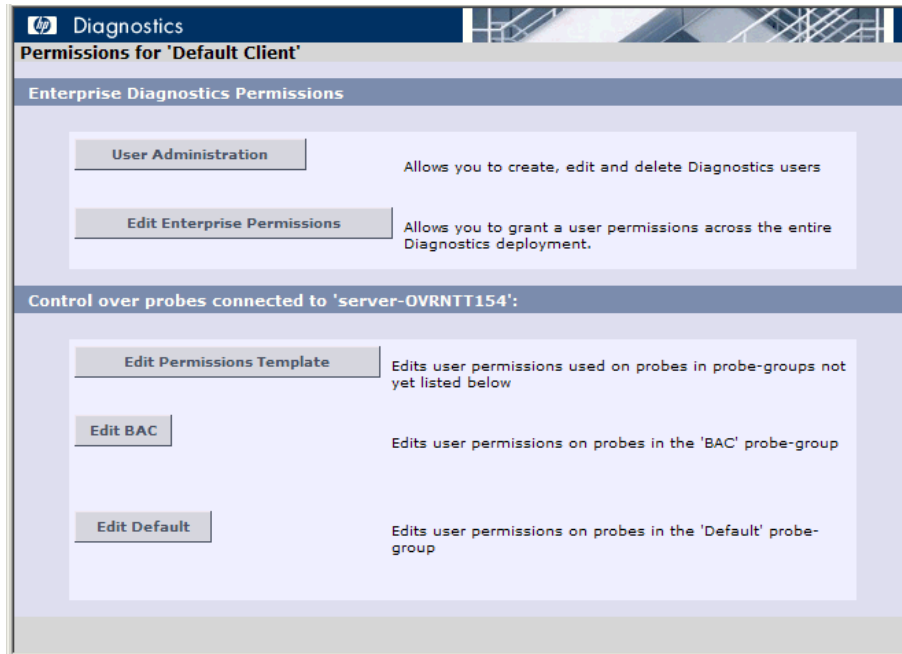 hp Diagnostics
Permissions for 'Default Client'
Enterprise Diagnostics Permissions
User Administration
Allows you to create, edit and delete Diagnostics users
Edit Enterprise Permissions
Allows you to grant a user permissions across the entire
Diagnostics deployment.
Control over probes connected to 'server-OVRNTT154':
Edit Permissions Template
Edits user permissions used on probes in probe-groups not
yet listed below
Edit BAC
Edits user permissions on probes in the 'BAC' probe-group
Edit Default
Edits user permissions on probes in the 'Default' probe-
group